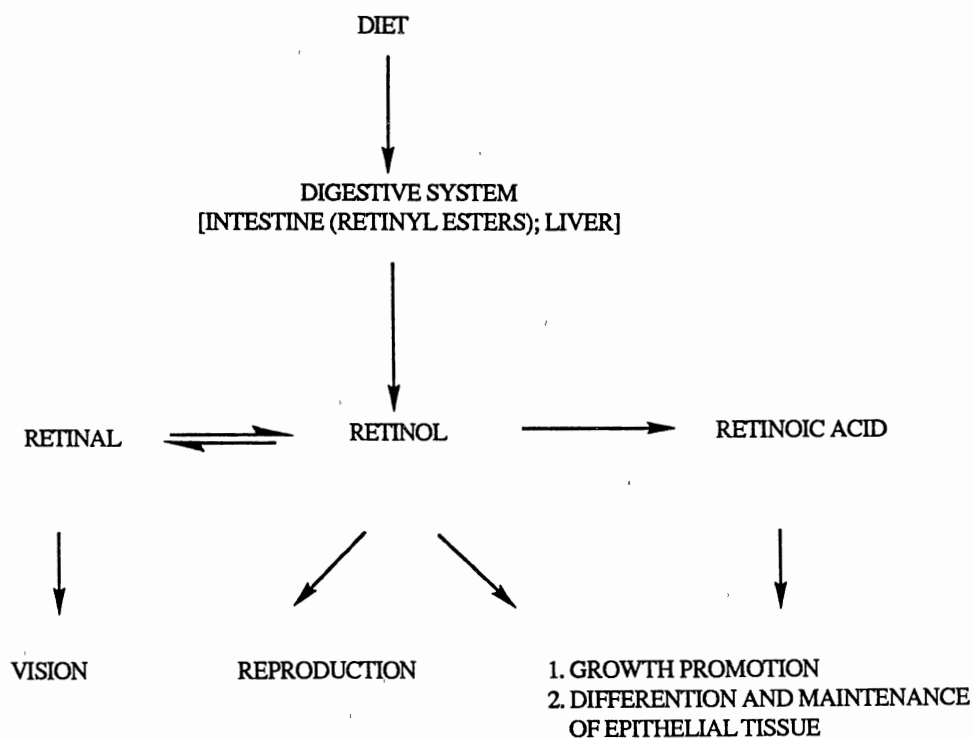 DIET
DIGESTIVE SYSTEM
[INTESTINE (RETINYL ESTERS); LIVER]
RETINAL
RETINOL
RETINOIC ACID
VISION
REPRODUCTION
1. GROWTH PROMOTION
2. DIFFERENTION AND MAINTENANCE
OF EPITHELIAL TISSUE